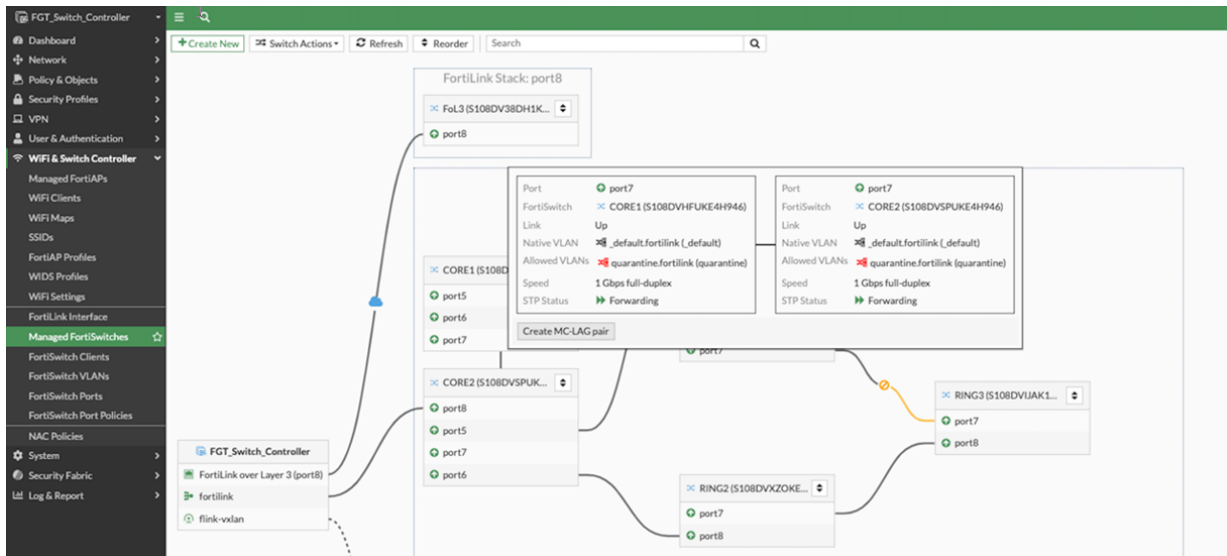 FGT_Switch_Controller
Dashboard
Network
Policy & Objects
Security Profiles
VPN
User & Authentication
WiFi & Switch Controller
Managed FortiAPs
WiFi Clients
WiFi Maps
SSIDs
FortiAP Profiles
WIDS Profiles
WiFi Settings
FortiLink Interface
Managed FortiSwitches
FortiSwitch Clients
FortiSwitch VLANs
FortiSwitch Ports
FortiSwitch Port Policies
NAC Policies
System
Security Fabric
Log & Report
Create New Switch Actions Refresh Reorder Search
FortiLink Stack: port8
FoL3 (S108DV38DH1K...
port8
Port port7
FortiSwitch CORE1 (S108DVHFUKE4H946)
Link Up
Native VLAN _default.fortilink (_default)
Allowed VLANs quarantine.fortilink (quarantine)
Speed 1 Gbps full-duplex
STP Status Forwarding
Port port7
FortiSwitch CORE2 (S108DVSPUKE4H946)
Link Up
Native VLAN _default.fortilink (_default)
Allowed VLANs quarantine.fortilink (quarantine)
Speed 1 Gbps full-duplex
STP Status Forwarding
Create MC-LAG pair
CORE1 (S108D
port5
port6
port7
port7
CORE2 (S108DVSPUK...
port8
port5
port7
port6
RING3 (S108DVIJAK1...
port7
port8
FGT_Switch_Controller
FortiLink over Layer 3 (port8)
fortilink
flink-vxlan
RING2 (S108DVXZOKE...
port7
port8